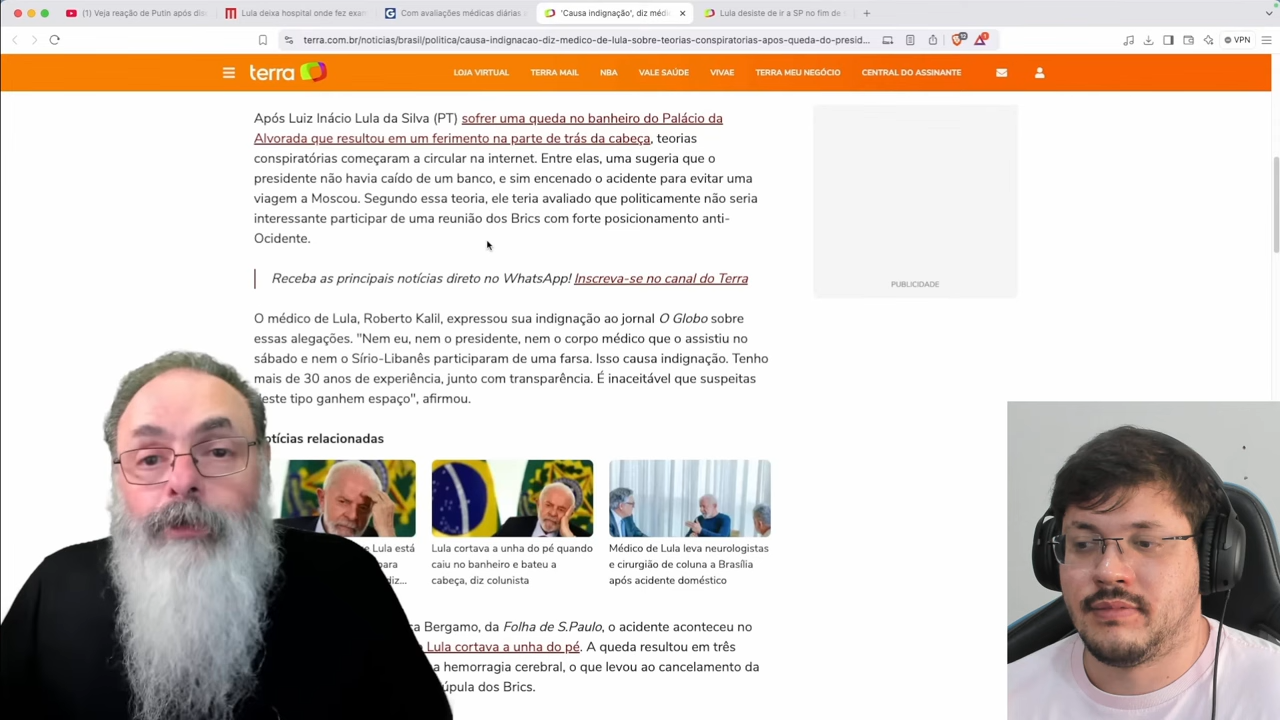 (1) Veja reação de Putin após dis
Lula deixa hospital onde fez exam
Com avaliações médicas diárias
'Causa indignação', diz médi
Lula desiste de ir a SP no fim de
terra.com.br/noticias/brasil/politica/causa-indignacao-diz-medico-de-lula-sobre-teorias-conspiratorias-apos-queda-do-presid...
VPN
terra
LOJA VIRTUAL TERRA MAIL NBA VALE SAÚDE VIVAE TERRA MEU NEGÓCIO CENTRAL DO ASSINANTE
Após Luiz Inácio Lula da Silva (PT) sofrer uma queda no banheiro do Palácio da
Alvorada que resultou em um ferimento na parte de trás da cabeça, teorias
conspiratórias começaram a circular na internet. Entre elas, uma sugeria que o
presidente não havia caído de um banco, e sim encenado o acidente para evitar uma
viagem a Moscou. Segundo essa teoria, ele teria avaliado que politicamente não seria
interessante participar de uma reunião dos Brics com forte posicionamento anti-
Ocidente.
Receba as principais notícias direto no WhatsApp! Inscreva-se no canal do Terra
PUBLICIDADE
O médico de Lula, Roberto Kalil, expressou sua indignação ao jornal O Globo sobre
essas alegações. "Nem eu, nem o presidente, nem o corpo médico que o assistiu no
sábado e nem o Sírio-Libanês participaram de uma farsa. Isso causa indignação. Tenho
mais de 30 anos de experiência, junto com transparência. É inaceitável que suspeitas
deste tipo ganhem espaço", afirmou.
otícias relacionadas
e Lula está
para
diz...
Lula cortava a unha do pé quando
caiu no banheiro e bateu a
cabeça, diz colunista
Médico de Lula leva neurologistas
e cirurgião de coluna a Brasília
após acidente doméstico
Bergamo, da Folha de S.Paulo, o acidente aconteceu no
Lula cortava a unha do pé. A queda resultou em três
a hemorragia cerebral, o que levou ao cancelamento da
úpula dos Brics.